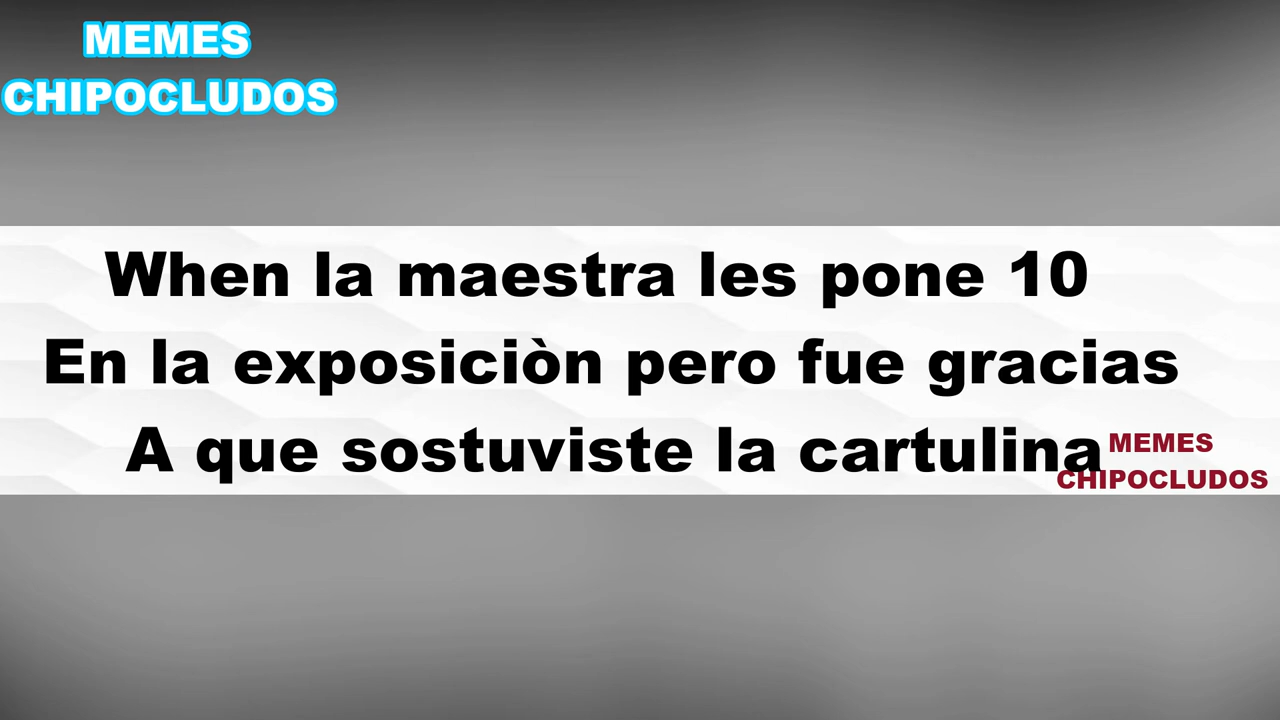 MEMES
CHIPOCLUDOS
When la maestra les pone 10
En la exposiciòn pero fue gracias
A que sostuviste la cartulina
MEMES
CHIPOCLUDOS